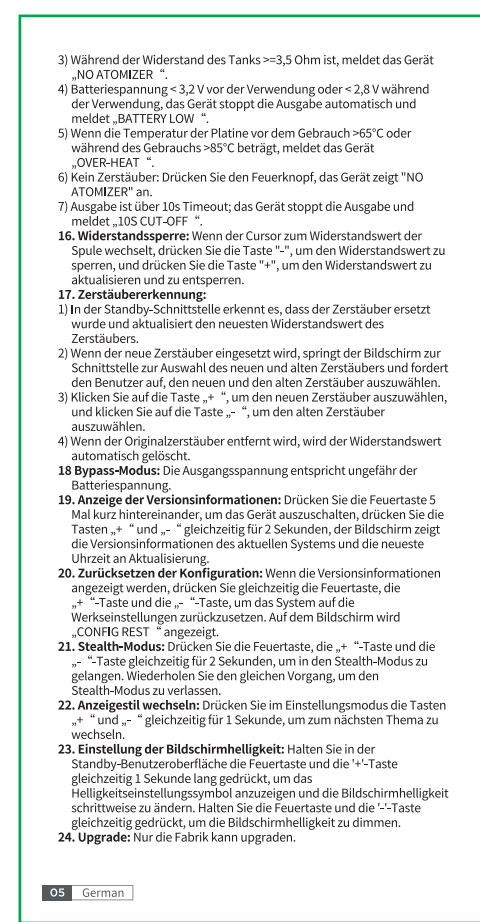 3) Während der Widerstand des Tanks >=3,5 Ohm ist, meldet das Gerät
„NO ATOMIZER “.
4) Batteriespannung < 3,2 V vor der Verwendung oder < 2,8 V während
der Verwendung, das Gerät stoppt die Ausgabe automatisch und
meldet „BATTERY LOW “.
5) Wenn die Temperatur der Platine vor dem Gebrauch >65°C oder
während des Gebrauchs >85°C beträgt, meldet das Gerät
„OVER-HEAT “.
6) Kein Zerstäuber: Drücken Sie den Feuerknopf, das Gerät zeigt "NO
ATOMIZER" an.
7) Ausgabe ist über 10s Timeout; das Gerät stoppt die Ausgabe und
meldet „10S CUT-OFF “.
16. Widerstandssperre: Wenn der Cursor zum Widerstandswert der
Spule wechselt, drücken Sie die Taste "-", um den Widerstandswert zu
sperren, und drücken Sie die Taste "+", um den Widerstandswert zu
aktualisieren und zu entsperren.
17. Zerstäubererkennung:
1) In der Standby-Schnittstelle erkennt es, dass der Zerstäuber ersetzt
wurde und aktualisiert den neuesten Widerstandswert des
Zerstäubers.
2) Wenn der neue Zerstäuber eingesetzt wird, springt der Bildschirm zur
Schnittstelle zur Auswahl des neuen und alten Zerstäubers und fordert
den Benutzer auf, den neuen und den alten Zerstäuber auszuwählen.
3) Klicken Sie auf die Taste „+ “, um den neuen Zerstäuber auszuwählen,
und klicken Sie auf die Taste „- “, um den alten Zerstäuber
auszuwählen.
4) Wenn der Originalzerstäuber entfernt wird, wird der Widerstandswert
automatisch gelöscht.
18 Bypass-Modus: Die Ausgangsspannung entspricht ungefähr der
Batteriespannung.
19. Anzeige der Versionsinformationen: Drücken Sie die Feuertaste 5
Mal kurz hintereinander, um das Gerät auszuschalten, drücken Sie die
Tasten „+ “ und „- “ gleichzeitig für 2 Sekunden, der Bildschirm zeigt
die Versionsinformationen des aktuellen Systems und die neueste
Uhrzeit an Aktualisierung.
20. Zurücksetzen der Konfiguration: Wenn die Versionsinformationen
angezeigt werden, drücken Sie gleichzeitig die Feuertaste, die
„+ “-Taste und die „- “-Taste, um das System auf die
Werkseinstellungen zurückzusetzen. Auf dem Bildschirm wird
„CONFIG REST “ angezeigt.
21. Stealth-Modus: Drücken Sie die Feuertaste, die „+ “-Taste und die
„- “-Taste gleichzeitig für 2 Sekunden, um in den Stealth-Modus zu
gelangen. Wiederholen Sie den gleichen Vorgang, um den
Stealth-Modus zu verlassen.
22. Anzeigestil wechseln: Drücken Sie im Einstellungsmodus die Tasten
„+ “ und „- “ gleichzeitig für 1 Sekunde, um zum nächsten Thema zu
wechseln.
23. Einstellung der Bildschirmhelligkeit: Halten Sie in der
Standby-Benutzeroberfläche die Feuertaste und die '+'-Taste
gleichzeitig 1 Sekunde lang gedrückt, um das
Helligkeitseinstellungssymbol anzuzeigen und die Bildschirmhelligkeit
schrittweise zu ändern. Halten Sie die Feuertaste und die '-'-Taste
gleichzeitig gedrückt, um die Bildschirmhelligkeit zu dimmen.
24. Upgrade: Nur die Fabrik kann upgraden.
05 German